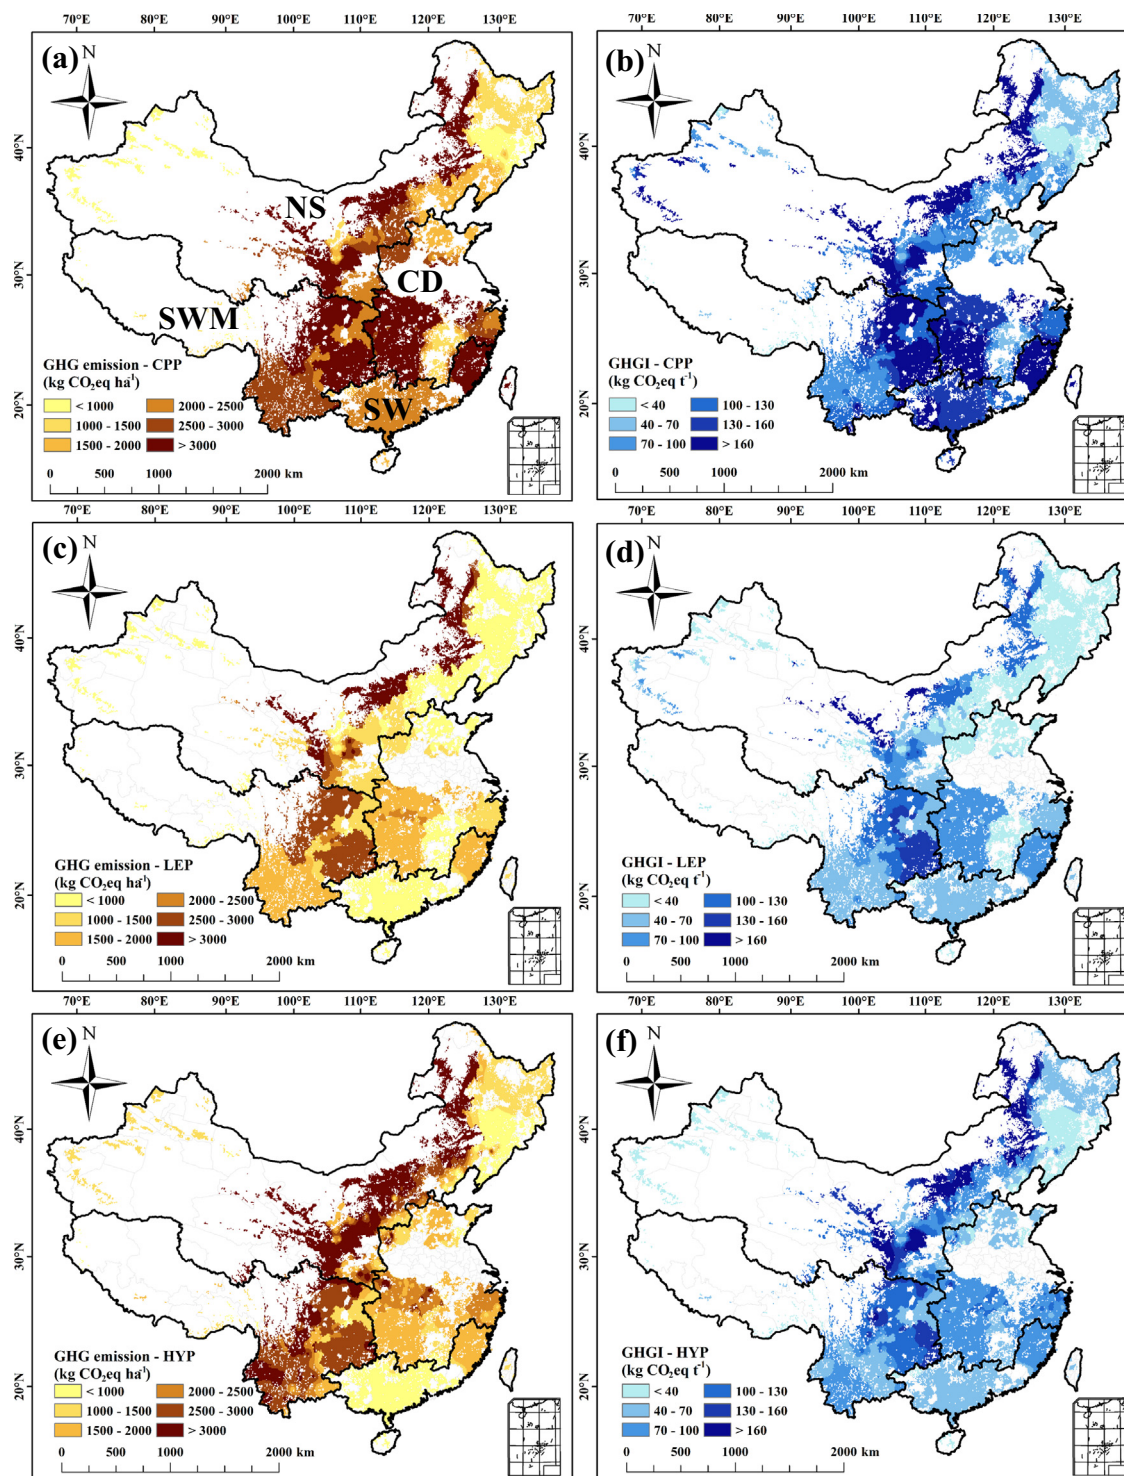 70°E 80°E 90°E 100°E 110°E 120°E 130°E
70°E 80°E 90°E 100°E 110°E 120°E 130°E
(a)
N
40°N
30°N
20°N
NS
CD
SWM
SW
GHG emission - CPP
(kg CO₂eq ha⁻¹)
< 1000 2000 - 2500
1000 - 1500 2500 - 3000
1500 - 2000 > 3000
0 500 1000 2000 km
(b)
N
40°N
30°N
20°N
GHGI - CPP
(kg CO₂eq t⁻¹)
< 40 100 - 130
40 - 70 130 - 160
70 - 100 > 160
0 500 1000 2000 km
70°E 80°E 90°E 100°E 110°E 120°E 130°E
70°E 80°E 90°E 100°E 110°E 120°E 130°E
(c)
N
40°N
30°N
20°N
GHG emission - LEP
(kg CO₂eq ha⁻¹)
< 1000 2000 - 2500
1000 - 1500 2500 - 3000
1500 - 2000 > 3000
0 500 1000 2000 km
(d)
N
40°N
30°N
20°N
GHGI - LEP
(kg CO₂eq t⁻¹)
< 40 100 - 130
40 - 70 130 - 160
70 - 100 > 160
0 500 1000 2000 km
70°E 80°E 90°E 100°E 110°E 120°E 130°E
70°E 80°E 90°E 100°E 110°E 120°E 130°E
(e)
N
40°N
30°N
20°N
GHG emission - HYP
(kg CO₂eq ha⁻¹)
< 1000 2000 - 2500
1000 - 1500 2500 - 3000
1500 - 2000 > 3000
0 500 1000 2000 km
(f)
N
40°N
30°N
20°N
GHGI - HYP
(kg CO₂eq t⁻¹)
< 40 100 - 130
40 - 70 130 - 160
70 - 100 > 160
0 500 1000 2000 km